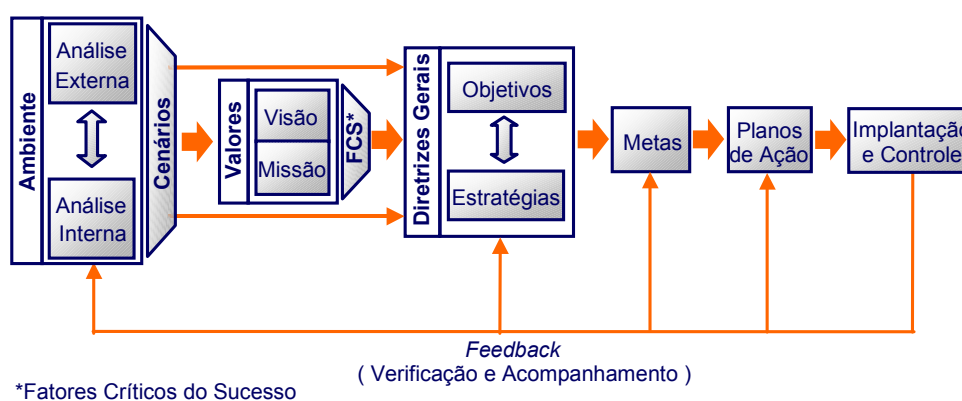 Ambiente
Análise
Externa
Análise
Interna
Cenários
Valores
Visão
Missão
FCS*
Diretrizes Gerais
Objetivos
Estratégias
Metas
Planos
de Ação
Implantação
e Controle
Feedback
( Verificação e Acompanhamento )
*Fatores Críticos do Sucesso